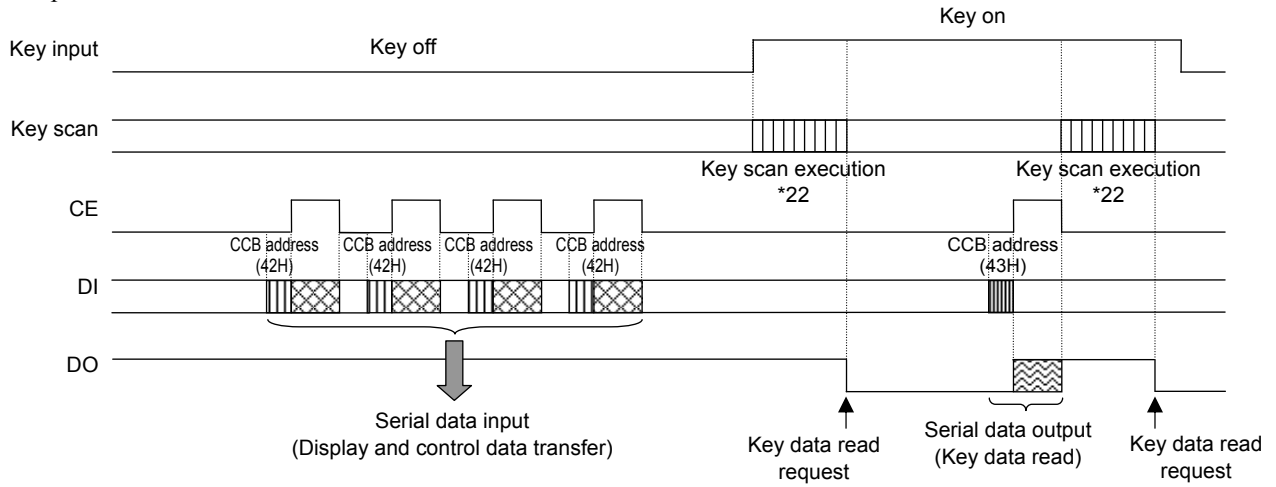 Key on
Key input
Key off
Key scan
Key scan execution
*22
Key scan execution
*22
CE
CCB address
(42H)
CCB address
(42H)
CCB address
(42H)
CCB address
(42H)
CCB address
(43H)
DI
DO
Serial data input
(Display and control data transfer)
Key data read
request
Serial data output
(Key data read)
Key data read
request